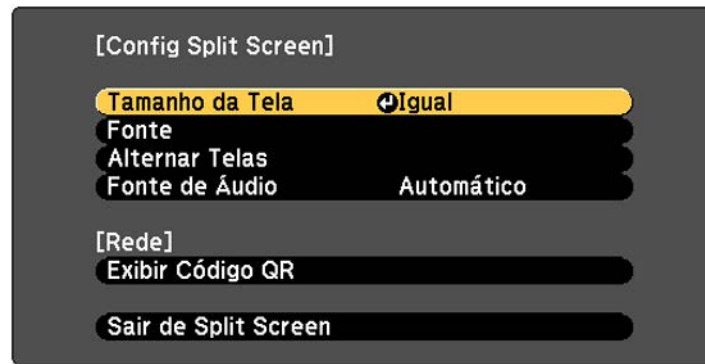 [Config Split Screen]
Tamanho da Tela Igual
Fonte
Alternar Telas
Fonte de Áudio Automático
[Rede]
Exibir Código QR
Sair de Split Screen